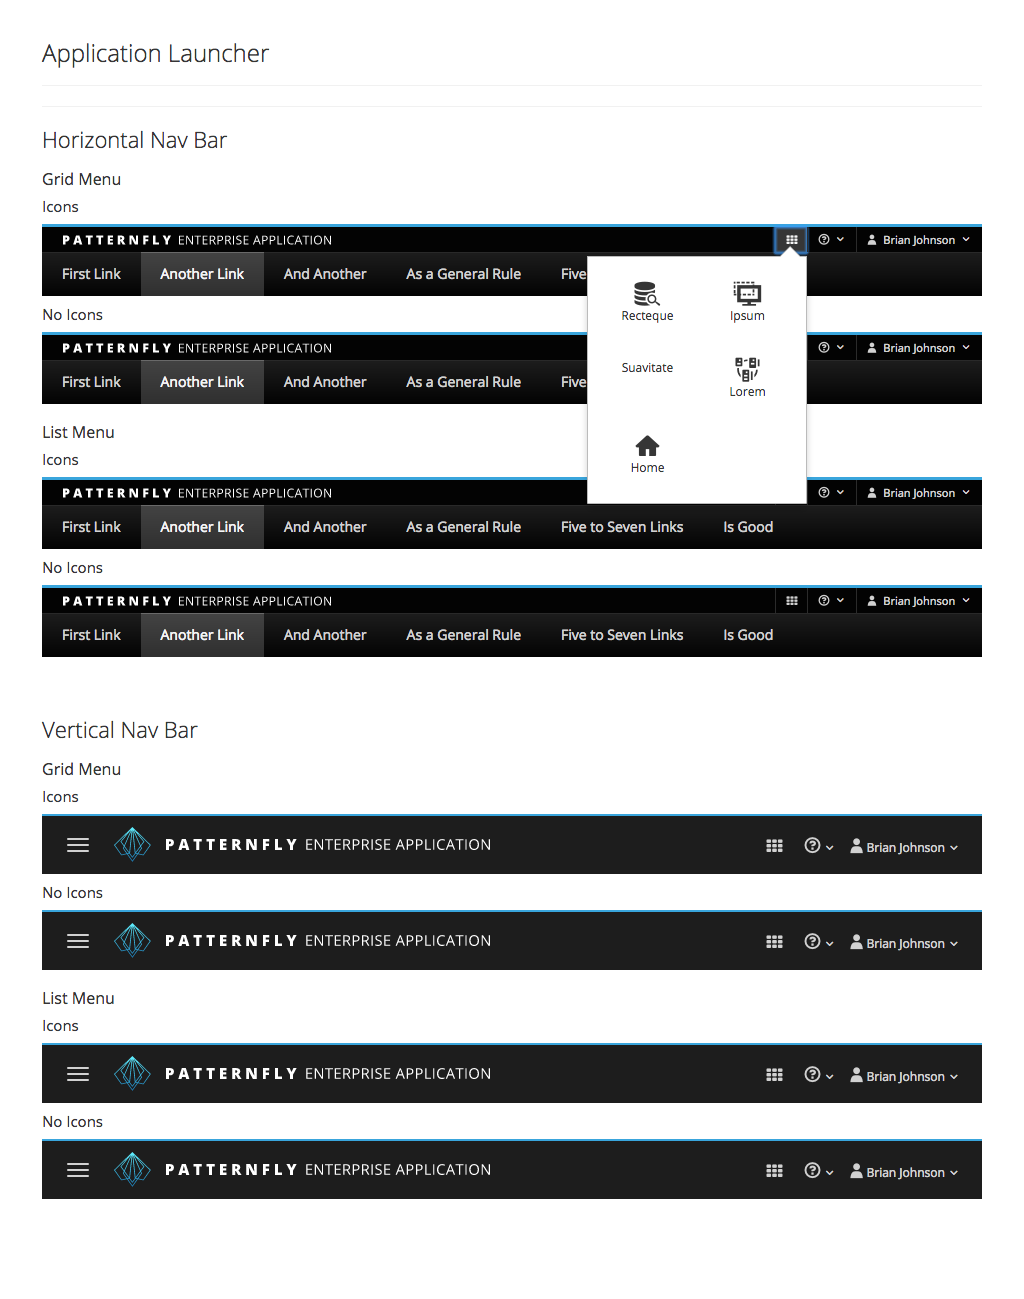 Application Launcher
Horizontal Nav Bar
Grid Menu
Icons
PATTERNFLY ENTERPRISE APPLICATION
Brian Johnson
First Link Another Link And Another As a General Rule Five
Recteque Ipsum
Suavitate Lorem
Home
No Icons
PATTERNFLY ENTERPRISE APPLICATION
Brian Johnson
First Link Another Link And Another As a General Rule Five
List Menu
Icons
PATTERNFLY ENTERPRISE APPLICATION
Brian Johnson
First Link Another Link And Another As a General Rule Five to Seven Links Is Good
No Icons
PATTERNFLY ENTERPRISE APPLICATION
Brian Johnson
First Link Another Link And Another As a General Rule Five to Seven Links Is Good
Vertical Nav Bar
Grid Menu
Icons
PATTERNFLY ENTERPRISE APPLICATION
Brian Johnson
No Icons
PATTERNFLY ENTERPRISE APPLICATION
Brian Johnson
List Menu
Icons
PATTERNFLY ENTERPRISE APPLICATION
Brian Johnson
No Icons
PATTERNFLY ENTERPRISE APPLICATION
Brian Johnson